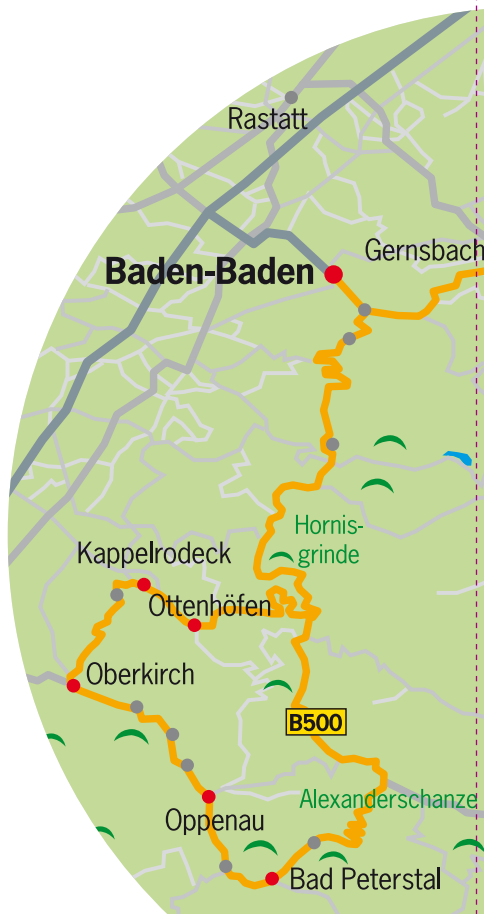 Rastatt
Gernsbach
Baden-Baden
Hornis-
grinde
Kappelrodeck
Ottenhöfen
Oberkirch
B500
Alexanderschanze
Oppenau
Bad Peterstal